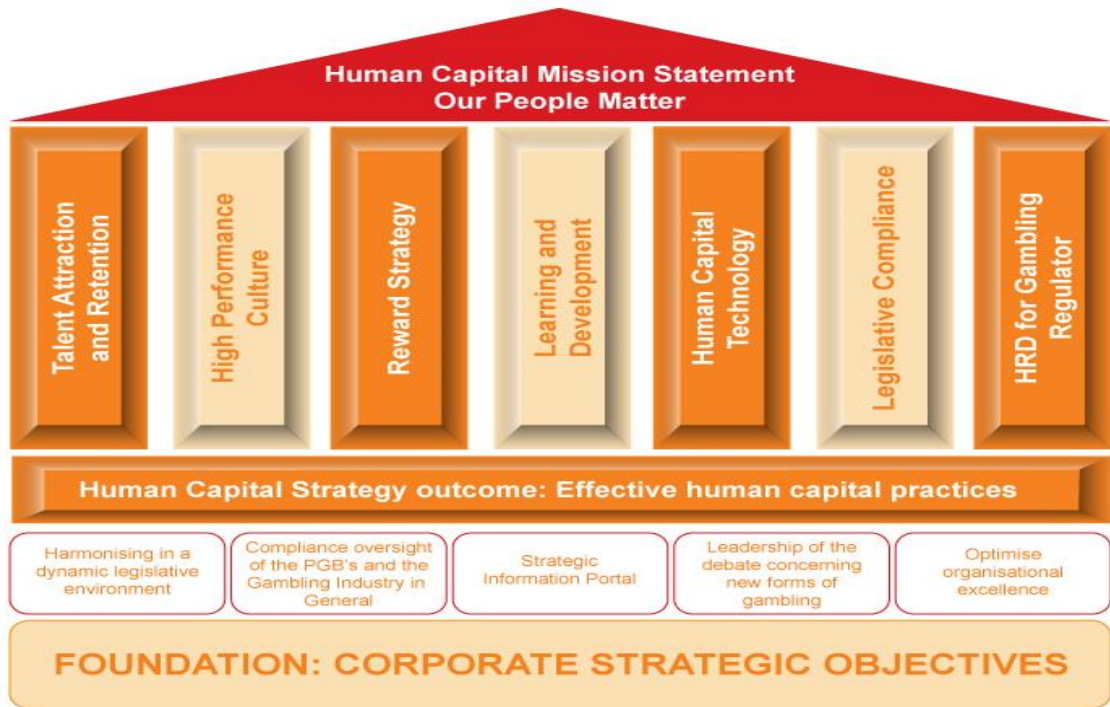 Human Capital Mission Statement
Our People Matter
Talent Attraction
and Retention
High Performance
Culture
Reward Strategy
Learning and
Development
Human Capital
Technology
Legislative Compliance
HRD for Gambling
Regulator
Human Capital Strategy outcome: Effective human capital practices
Harmonising in a
dynamic legislative
environment
Compliance oversight
of the PGB's and the
Gambling Industry in
General
Strategic
Information Portal
Leadership of the
debate concerning
new forms of
gambling
Optimise
organisational
excellence
FOUNDATION: CORPORATE STRATEGIC OBJECTIVES